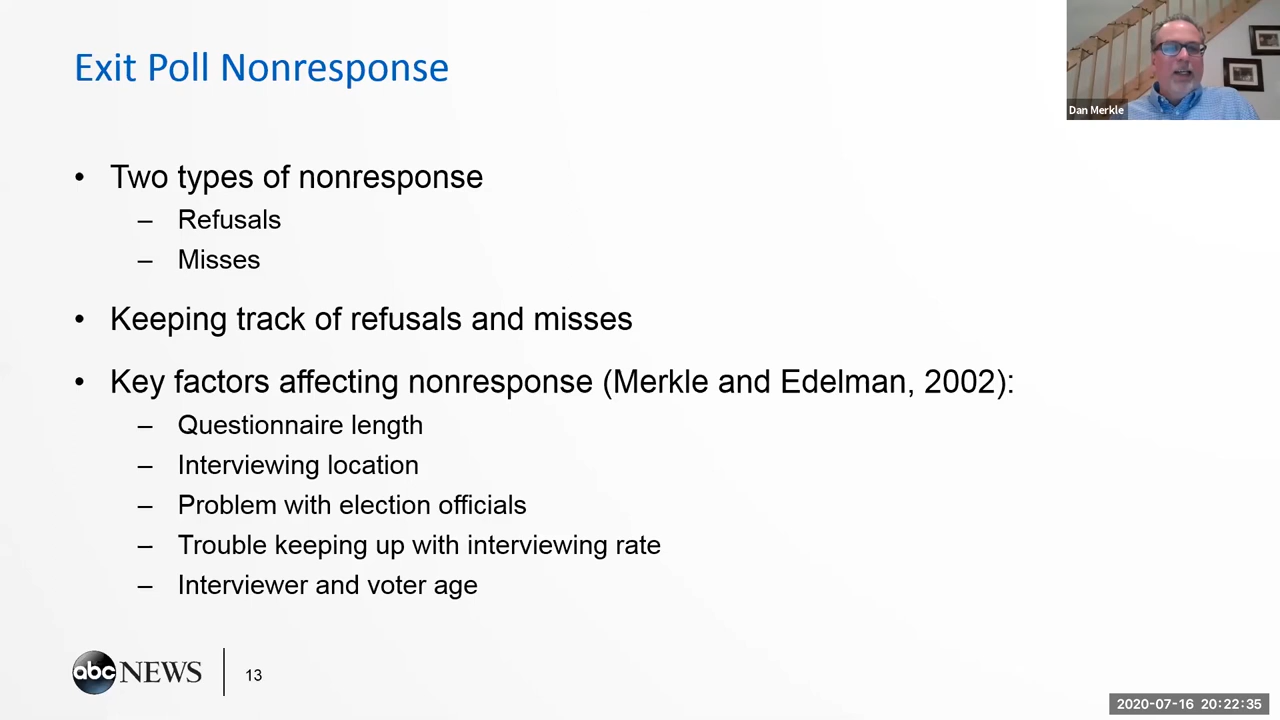 Exit Poll Nonresponse
Dan Merkle
• Two types of nonresponse
– Refusals
– Misses
• Keeping track of refusals and misses
• Key factors affecting nonresponse (Merkle and Edelman, 2002):
– Questionnaire length
– Interviewing location
– Problem with election officials
– Trouble keeping up with interviewing rate
– Interviewer and voter age
abc NEWS 13
2020-07-16 20:22:35